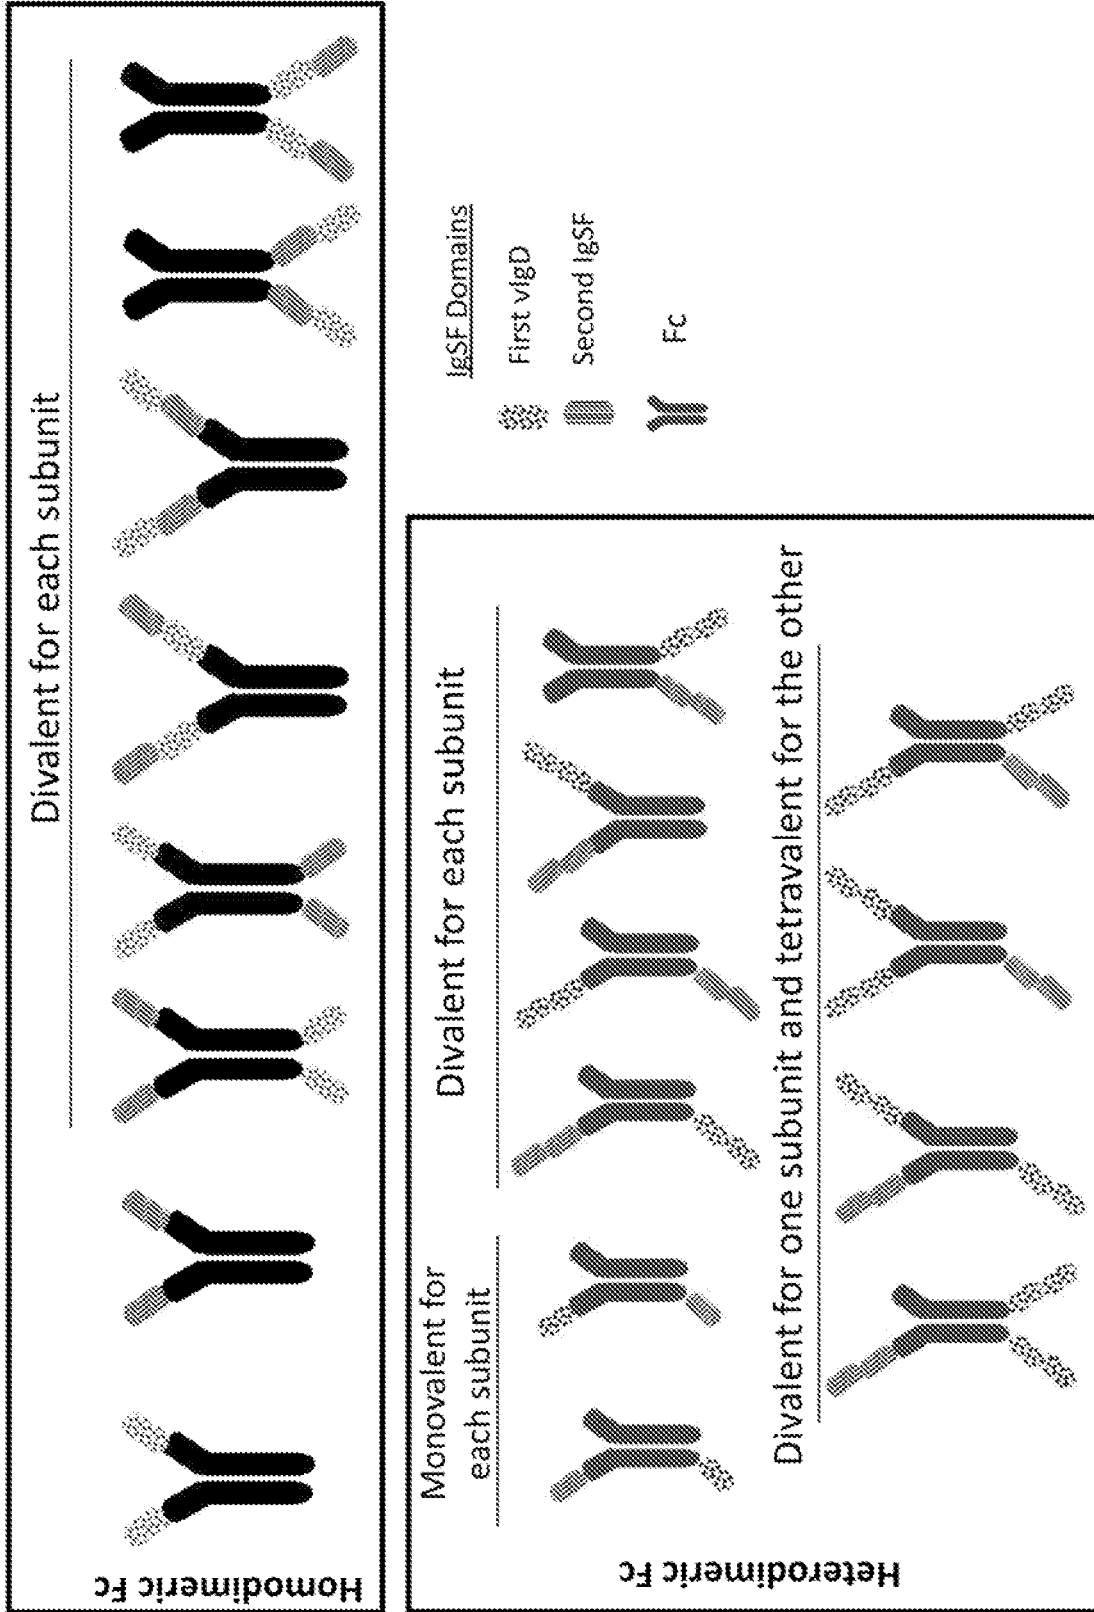 Homodimeric Fc
Divalent for each subunit
Heterodimeric Fc
Monovalent for
each subunit
Divalent for each subunit
Divalent for one subunit and tetravalent for the other
IgSF Domains
First vIgD
Second IgSF
Fc